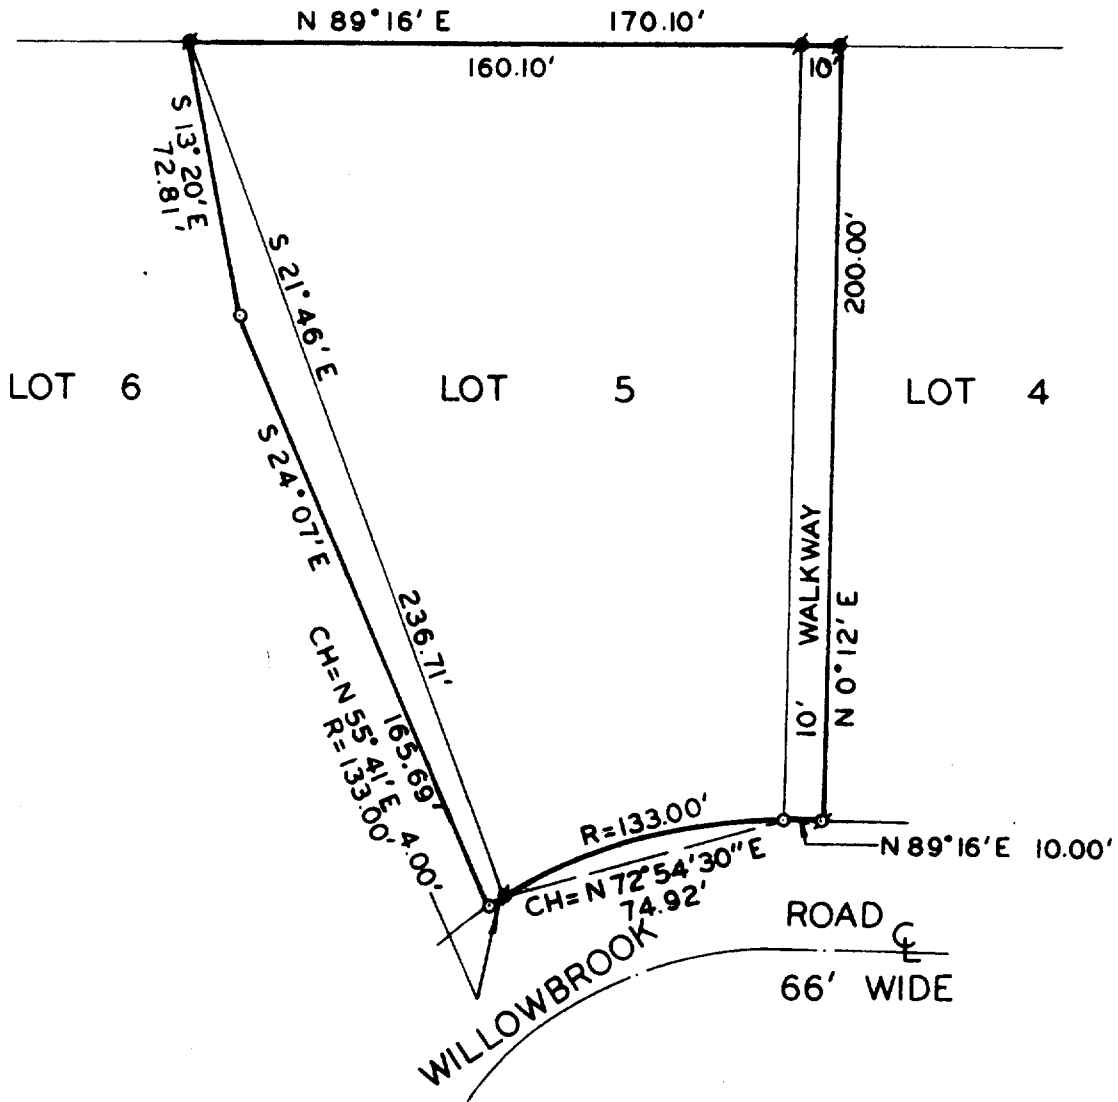 N 89°16' E 170.10'
160.10' 10'
S 13°20'E
72.81'
S 21°46'E
236.71'
200.00'
LOT 6 LOT 5 LOT 4
S 24°07'E
165.69'
WALKWAY
10'
N 0°12' E
CH=N 55°41'E 4.00'
R=133.00'
R=133.00'
CH= N 72°54'30"E
74.92'
N 89°16'E 10.00'
WILLOWBROOK ROAD ℄
66' WIDE